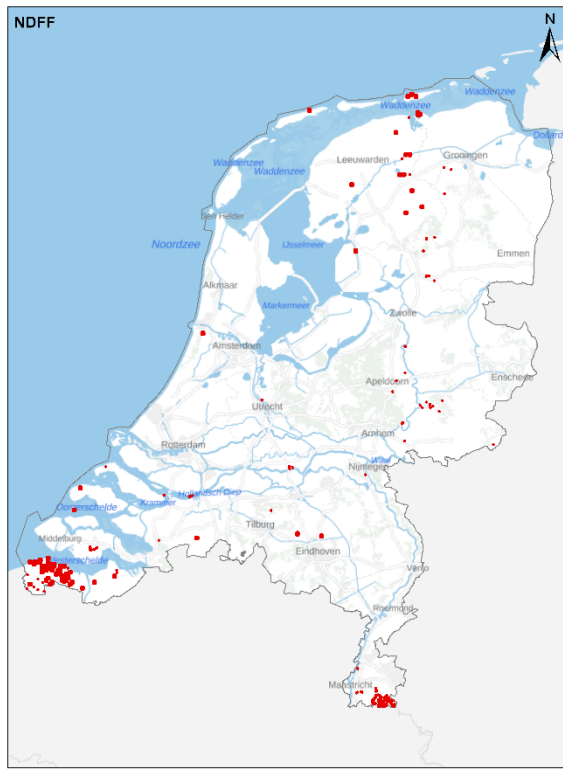 NDFF
N
Waddenzee
Waddenzee
Dollard
Leeuwarden
Groningen
Waddenzee
Waddenzee
Den Helder
Noordzee
IJsselmeer
Emmen
Alkmaar
Markermeer
Zwolle
Amsterdam
Apeldoorn
Enschede
Utrecht
Arnhem
Rotterdam
Waal
Nijmegen
Hollandsch Diep
Krammer
Oosterschelde
Tilburg
Middelburg
Eindhoven
Westerschelde
Venlo
Roermond
Maastricht